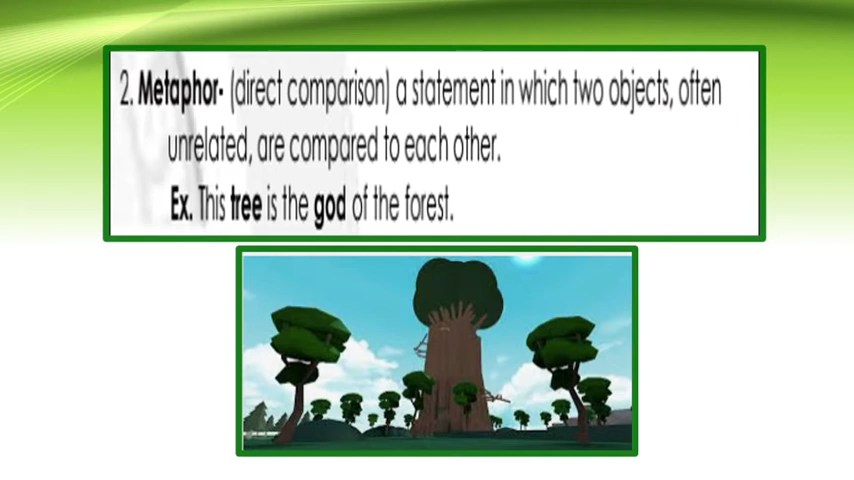 2. Metaphor- (direct comparison) a statement in which two objects, often
unrelated, are compared to each other.
Ex. This tree is the god of the forest.